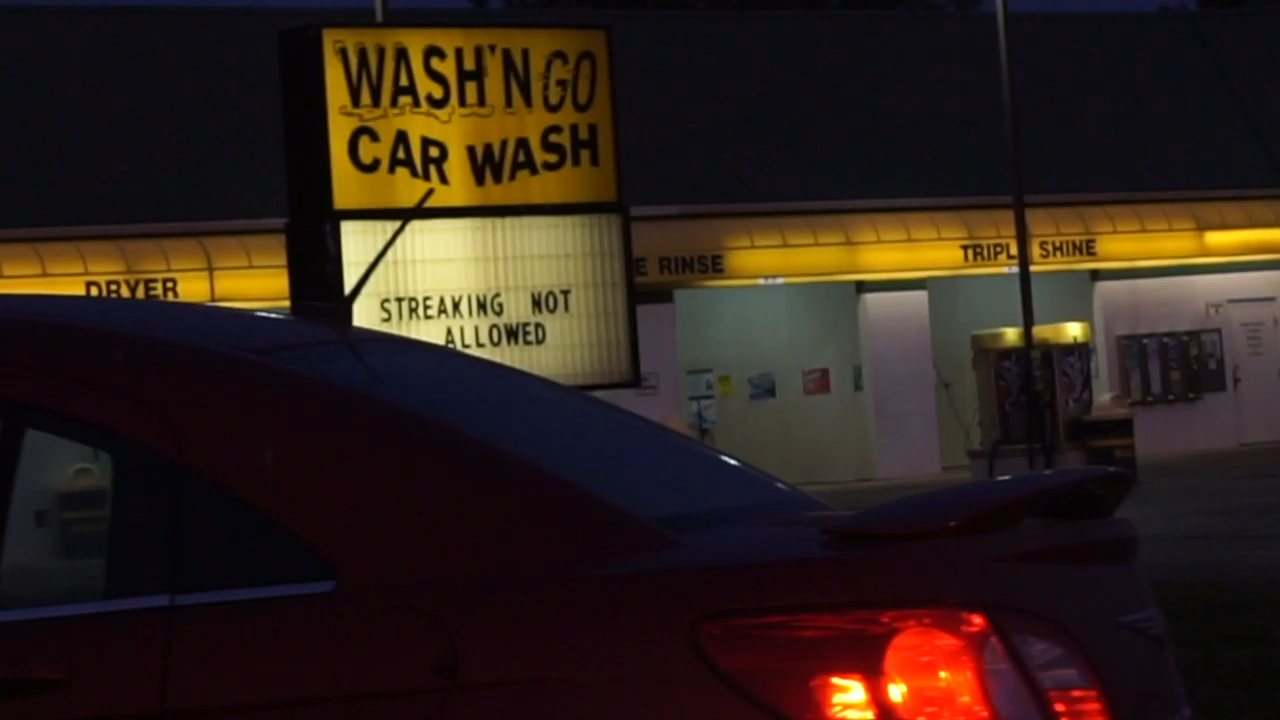 WASH'N GO
CAR WASH
STREAKING NOT
ALLOWED
DRYER
E RINSE
TRIPL SHINE